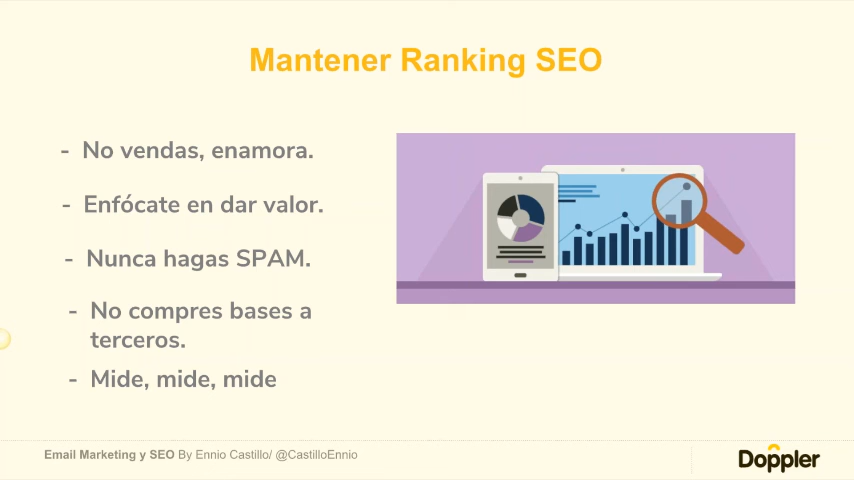 Mantener Ranking SEO
- No vendas, enamora.
- Enfócate en dar valor.
- Nunca hagas SPAM.
- No compres bases a
terceros.
- Mide, mide, mide
Email Marketing y SEO By Ennio Castillo/ @CastilloEnnio
Doppler